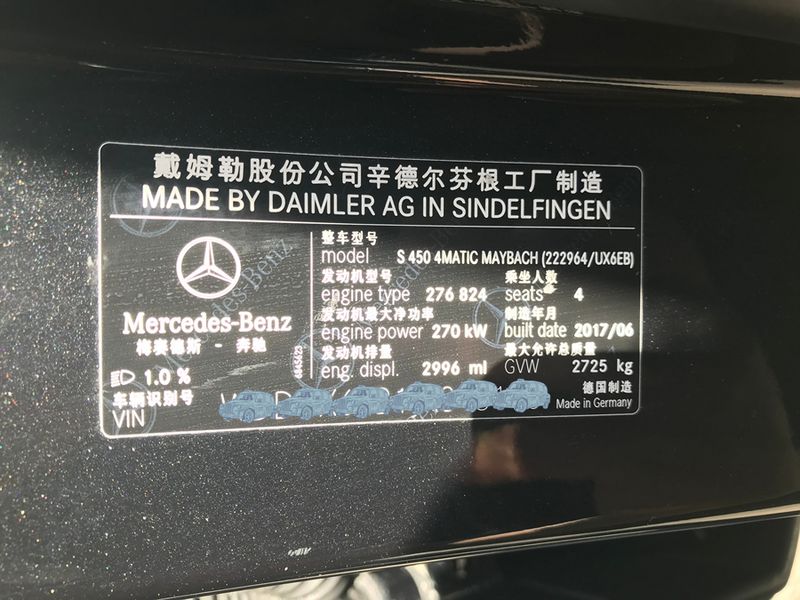 戴姆勒股份公司辛德尔芬根工厂制造
MADE BY DAIMLER AG IN SINDELFINGEN
Mercedes-Benz
梅赛德斯 - 奔驰
1.0 %
整车型号
model S 450 4MATIC MAYBACH (222964/UX6EB)
发动机型号 乘坐人数
engine type 276 824 seats 4
发动机最大净功率 制造年月
engine power 270 kW built date 2017/06
发动机排量 最大允许总质量
eng. displ. 2996 ml GVW 2725 kg
车辆识别号 德国制造
VIN Made in Germany